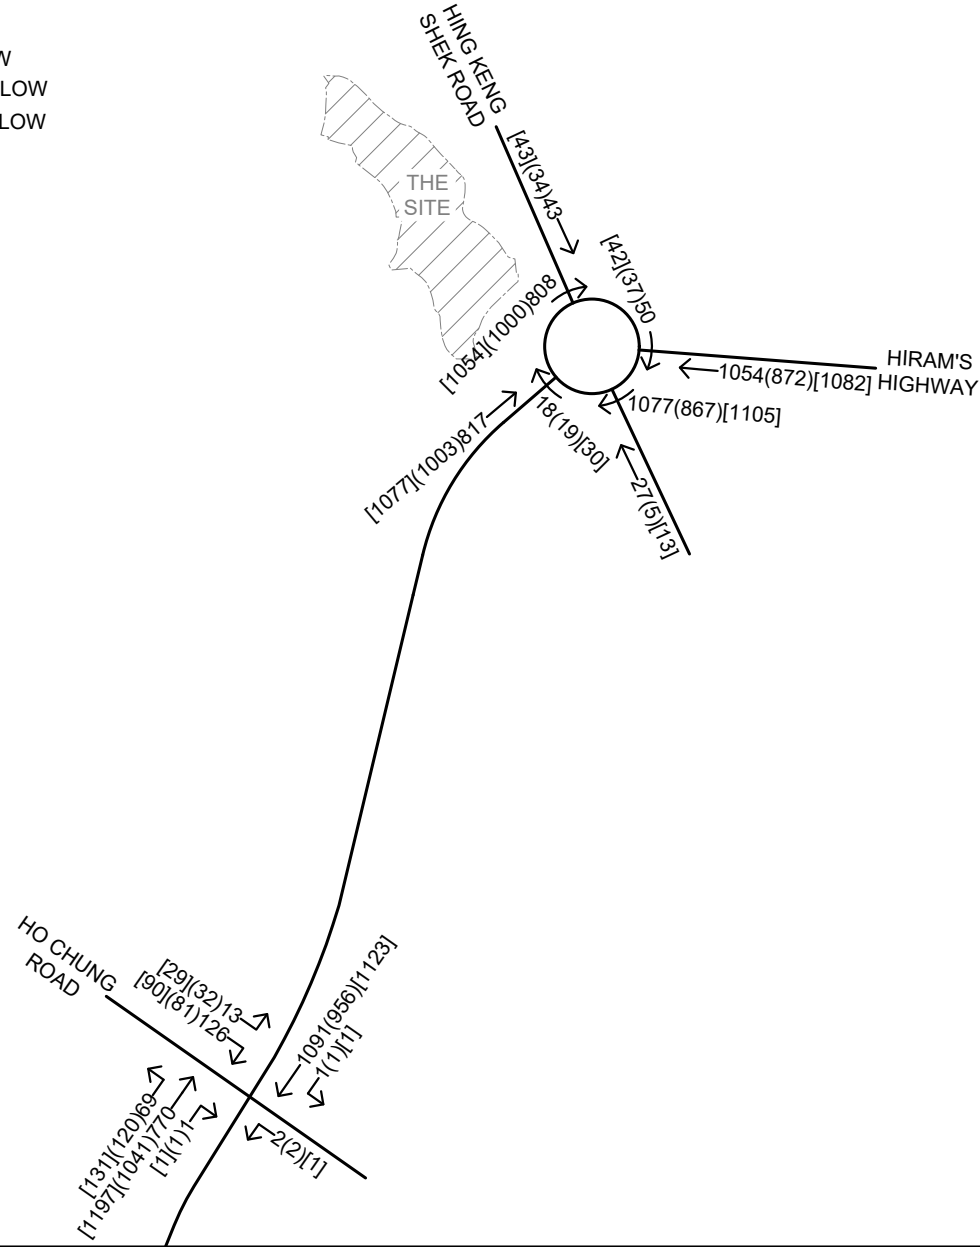 W
LOW
LOW
HING KENG
SHEK ROAD
[43](34)43
THE
SITE
[42](37)50
[1054](1000)808
HIRAM'S
HIGHWAY
1054(872)[1082]
1077(867)[1105]
18(19)[30]
[1077](1003)817
27(5)[13]
HO CHUNG
ROAD
[29](32)13
[90](81)126
1091(956)[1123]
1(1)[1]
[131](120)69
[1197](1041)770
[1](1)1
2(2)[1]